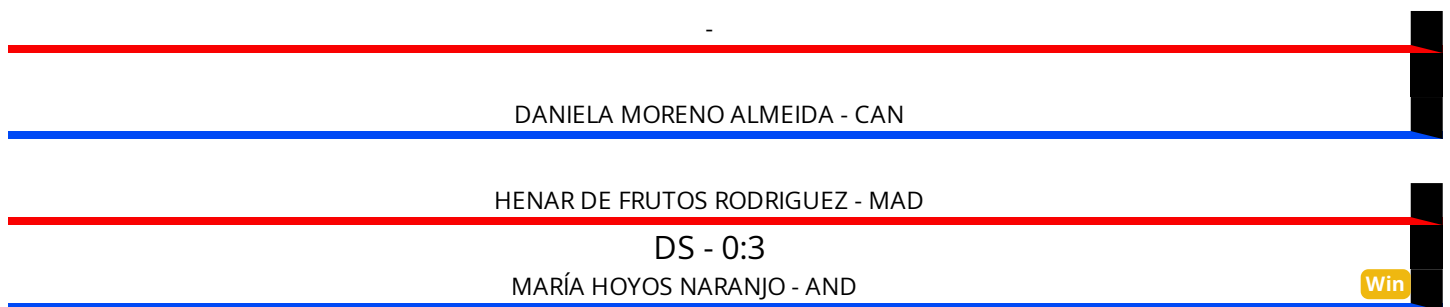 -
DANIELA MORENO ALMEIDA - CAN
HENAR DE FRUTOS RODRIGUEZ - MAD
DS - 0:3
MARÍA HOYOS NARANJO - AND
Win